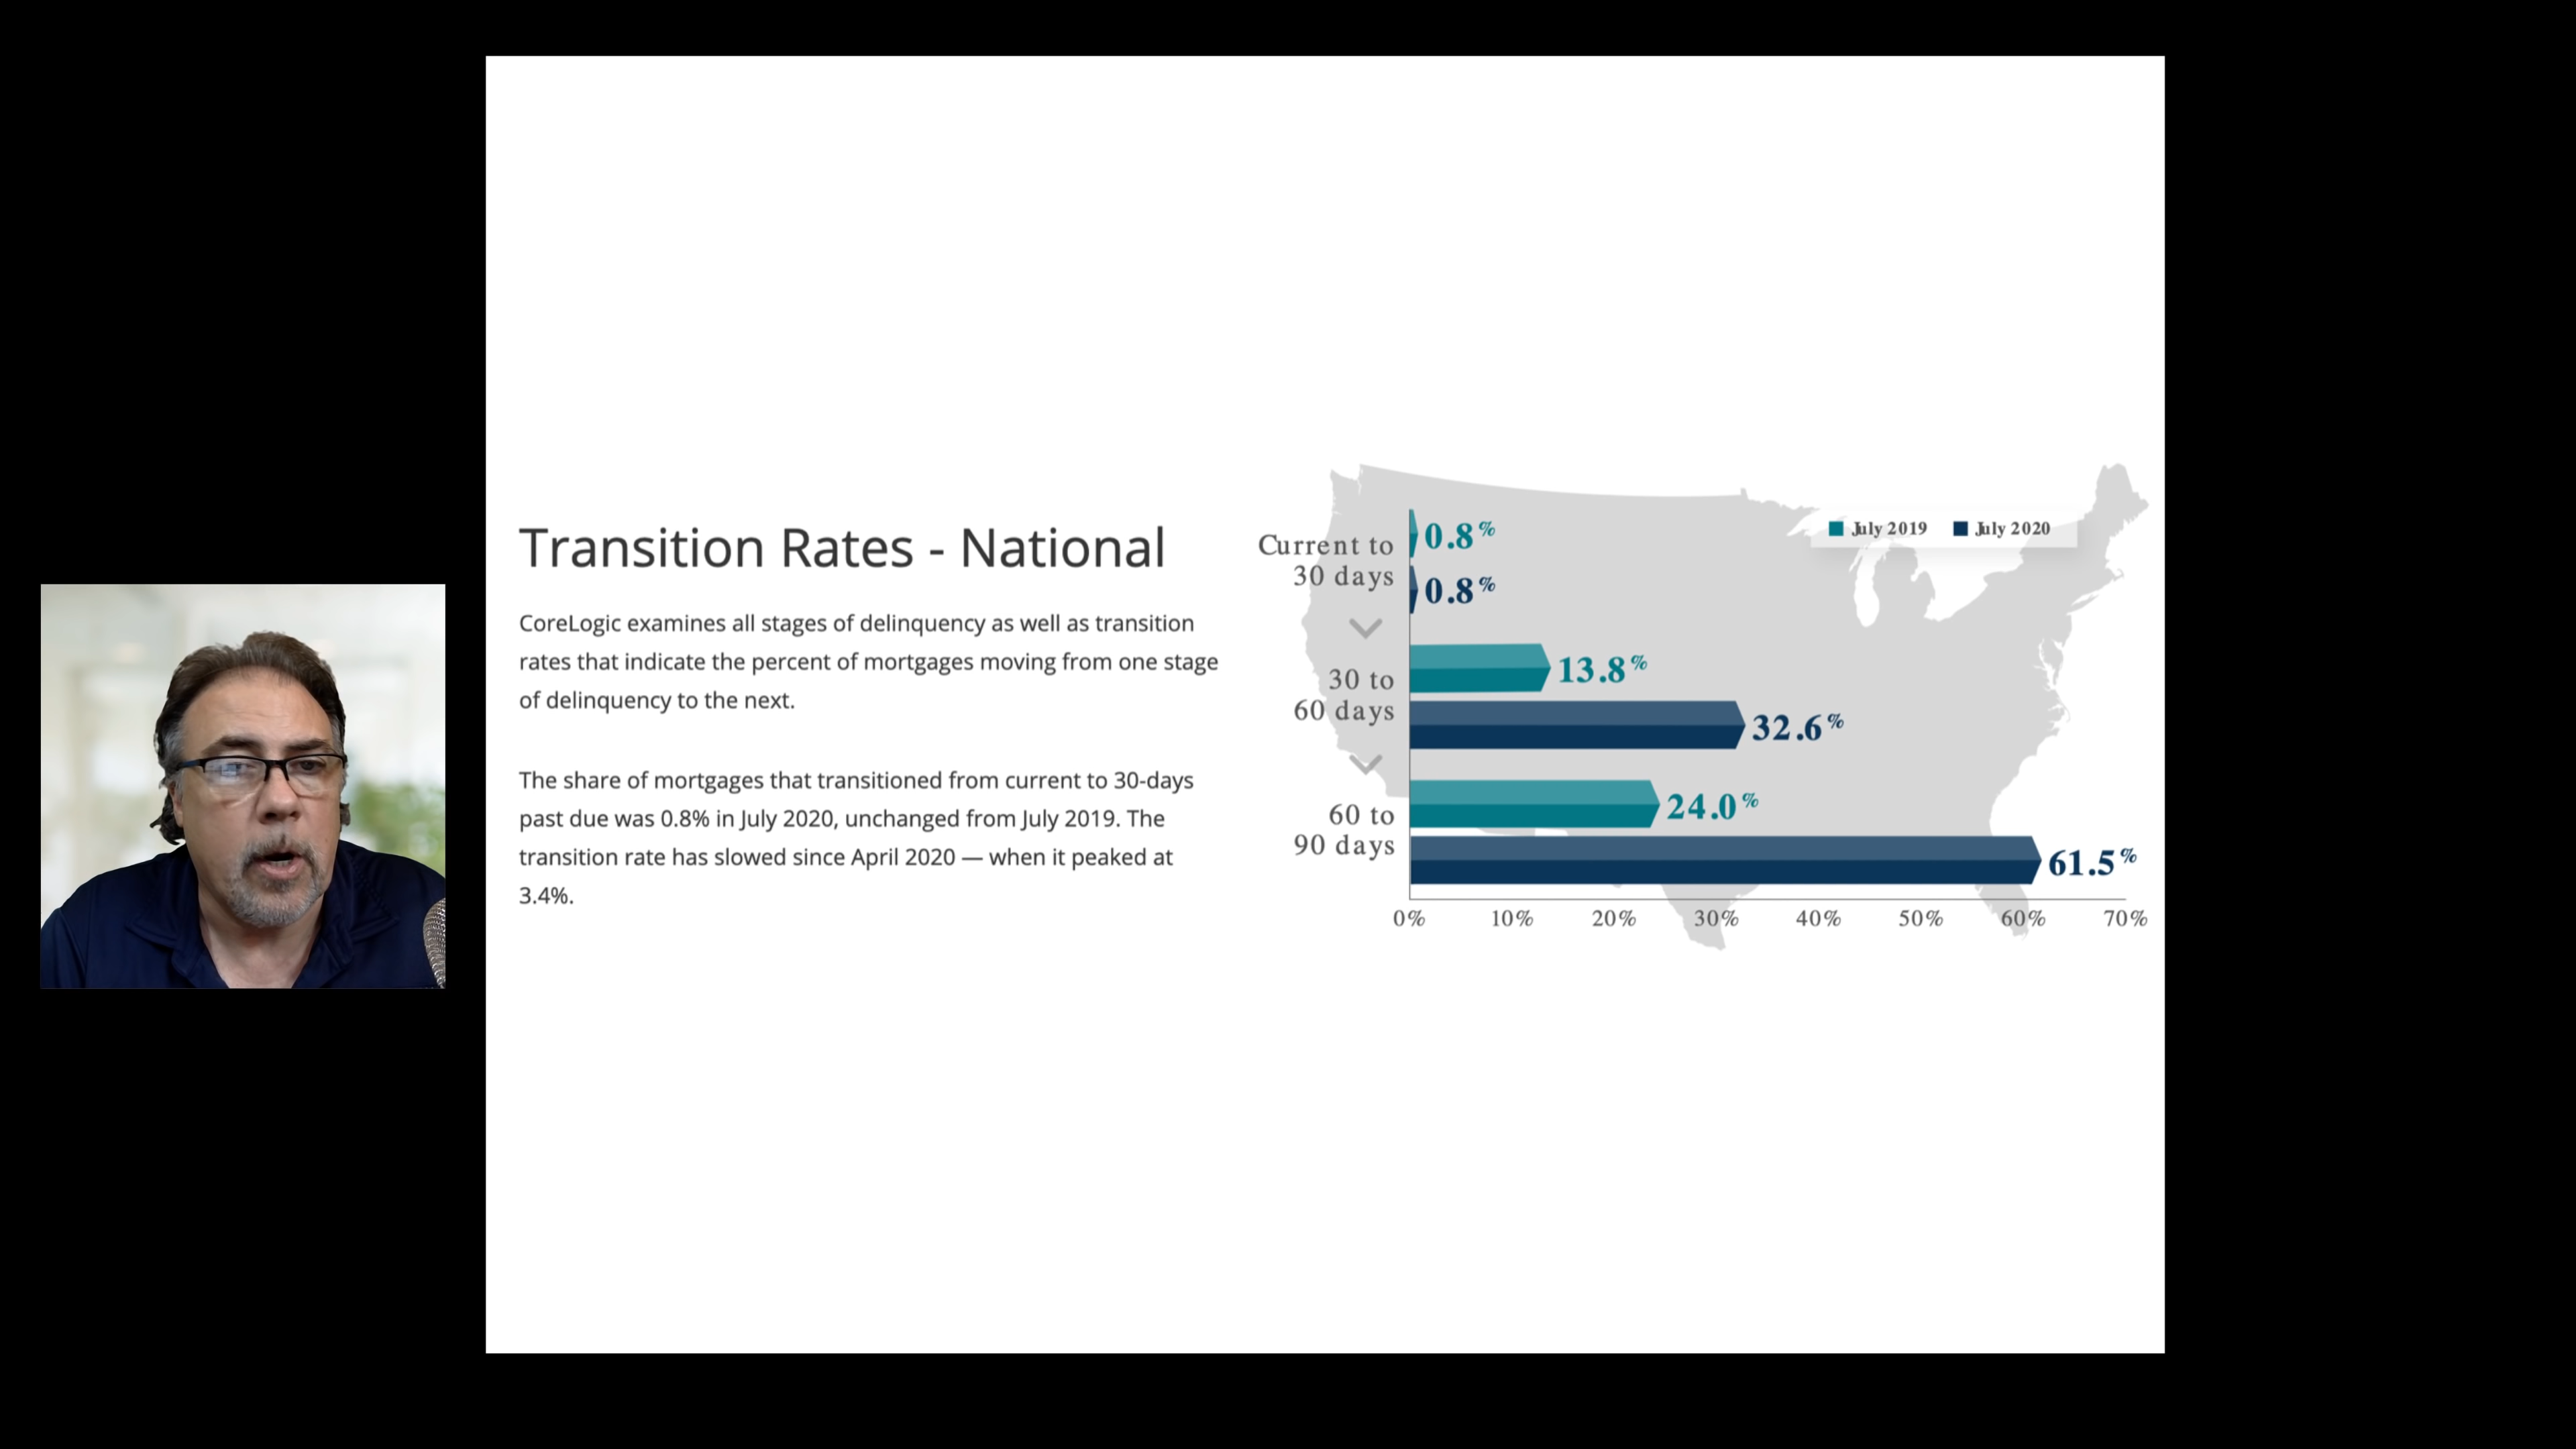 Transition Rates - National
CoreLogic examines all stages of delinquency as well as transition
rates that indicate the percent of mortgages moving from one stage
of delinquency to the next.
The share of mortgages that transitioned from current to 30-days
past due was 0.8% in July 2020, unchanged from July 2019. The
transition rate has slowed since April 2020 — when it peaked at
3.4%.
July 2019 July 2020
Current to
30 days
0.8%
0.8%
30 to
60 days
13.8%
32.6%
60 to
90 days
24.0%
61.5%
0% 10% 20% 30% 40% 50% 60% 70%